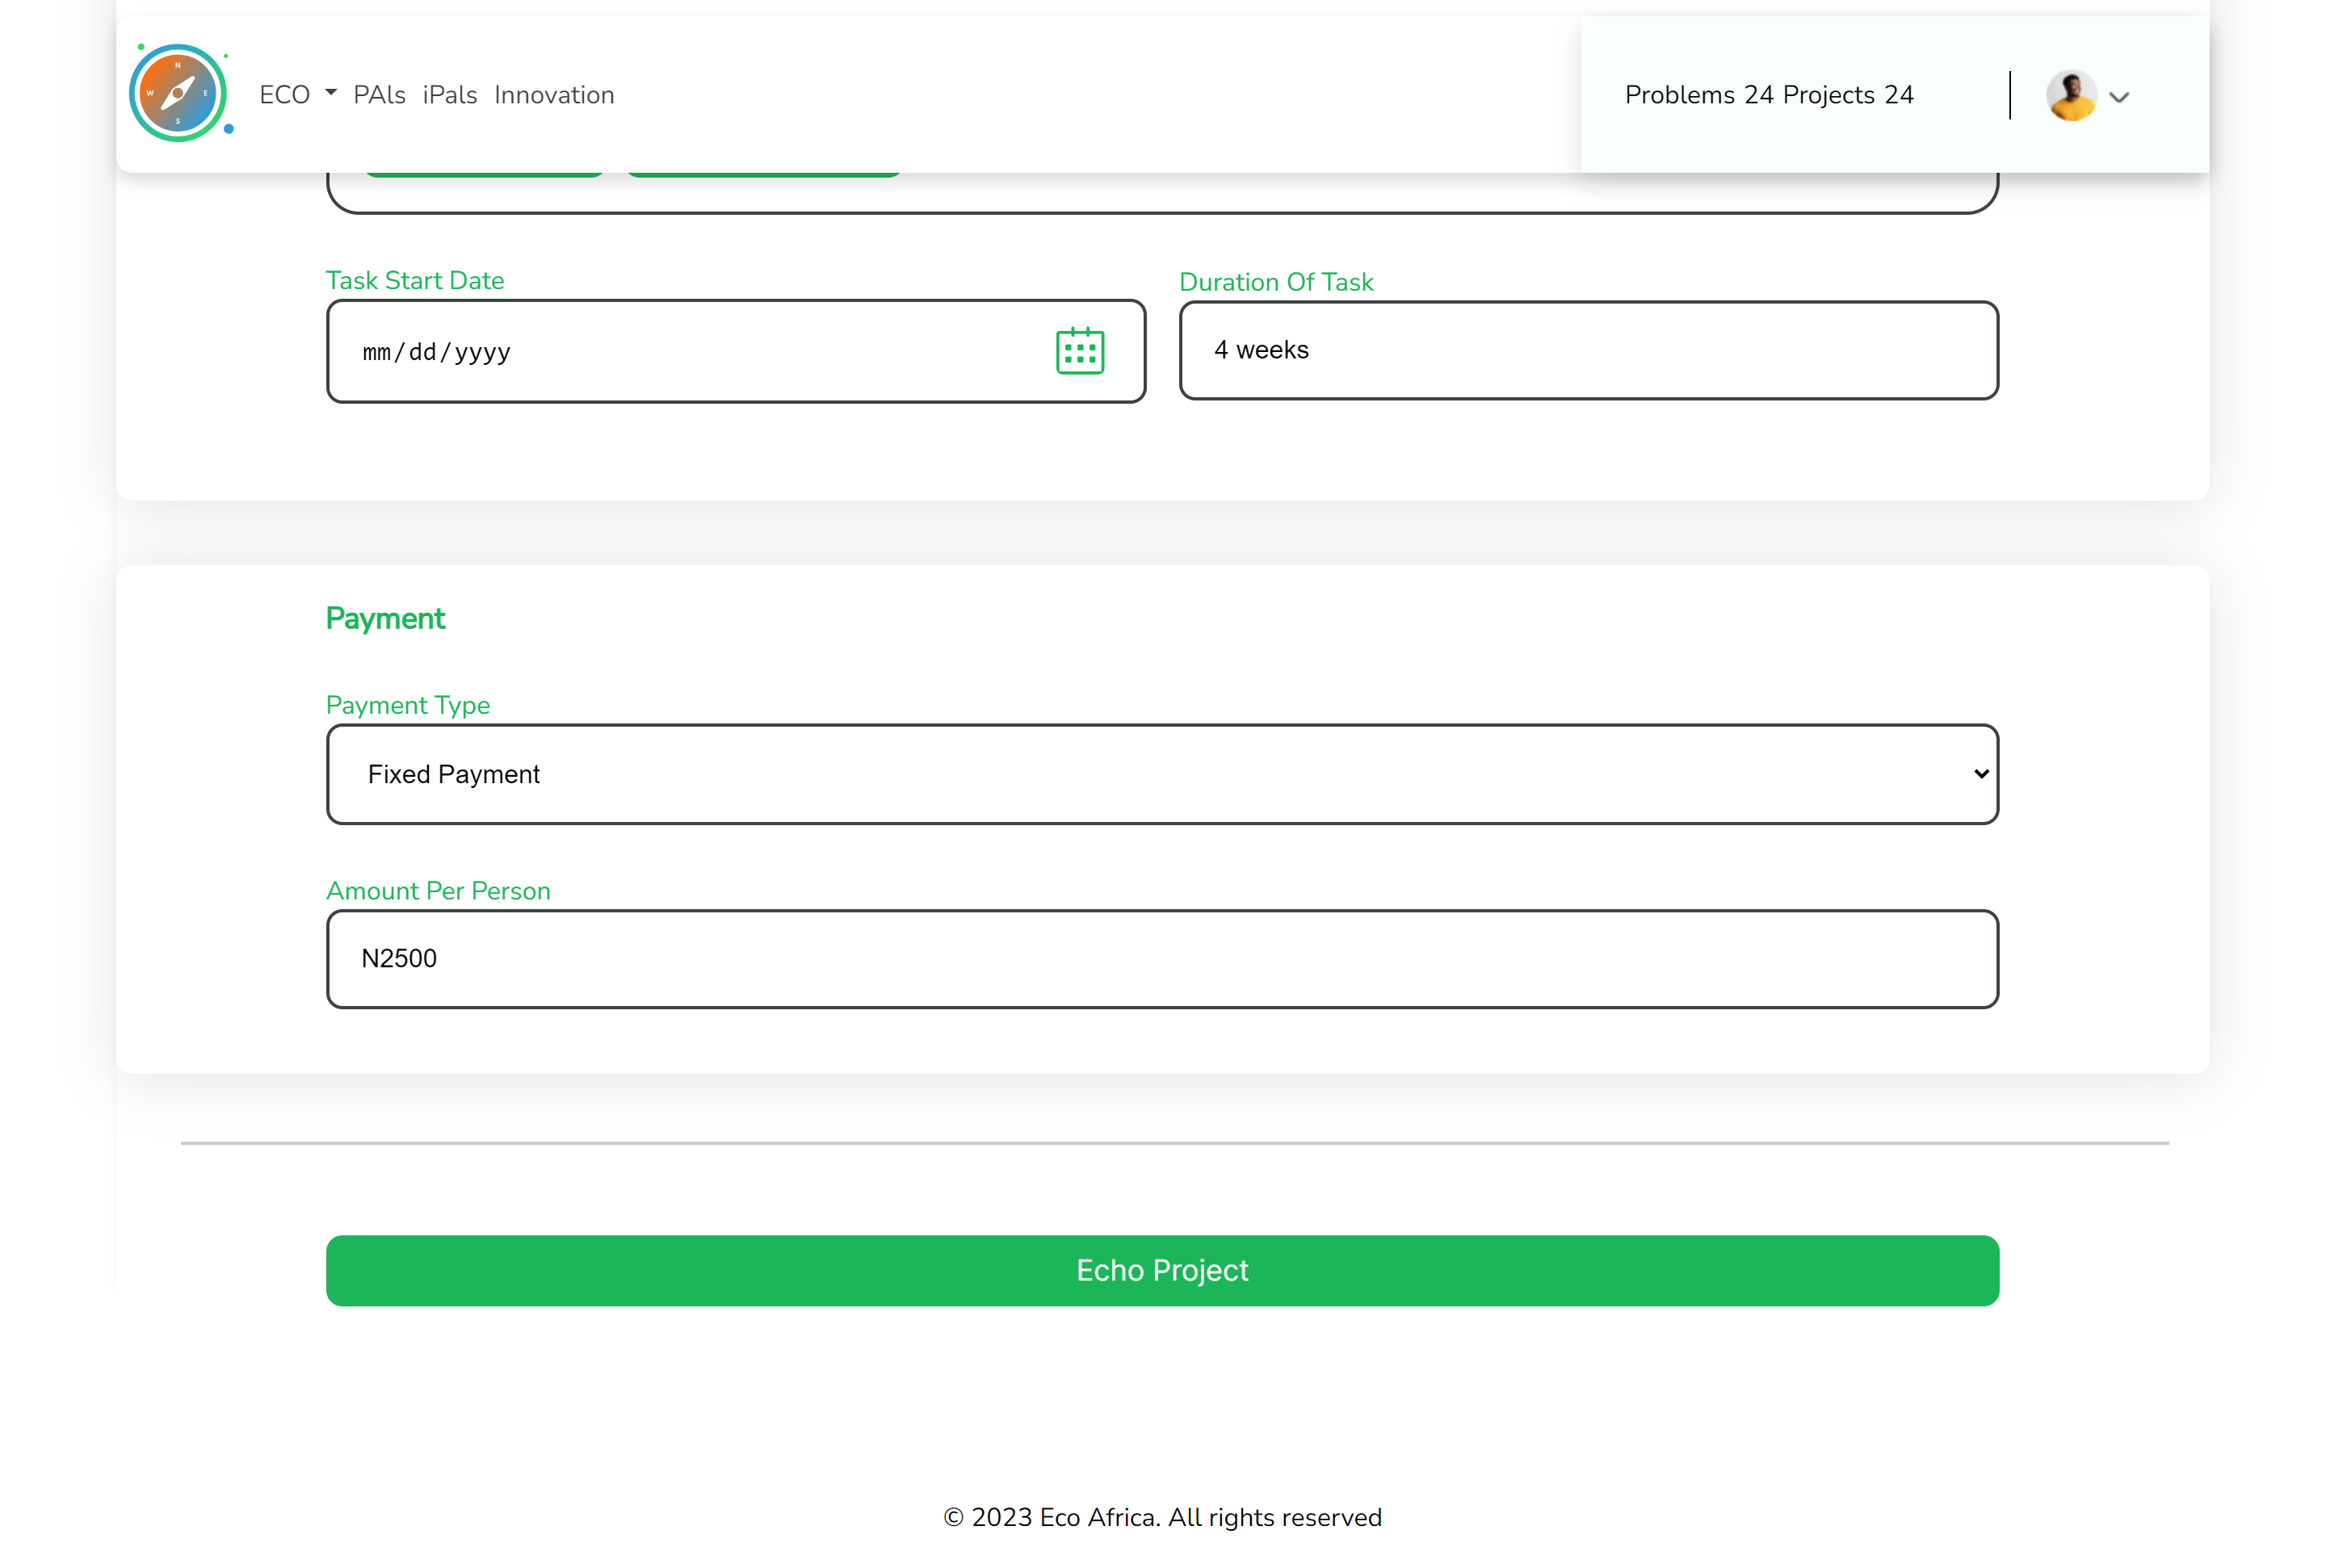 N
W E
S
ECO PAls iPals Innovation
Problems 24 Projects 24
Task Start Date
Duration Of Task
mm/dd/yyyy
4 weeks
Payment
Payment Type
Fixed Payment
Amount Per Person
N2500
Echo Project
© 2023 Eco Africa. All rights reserved